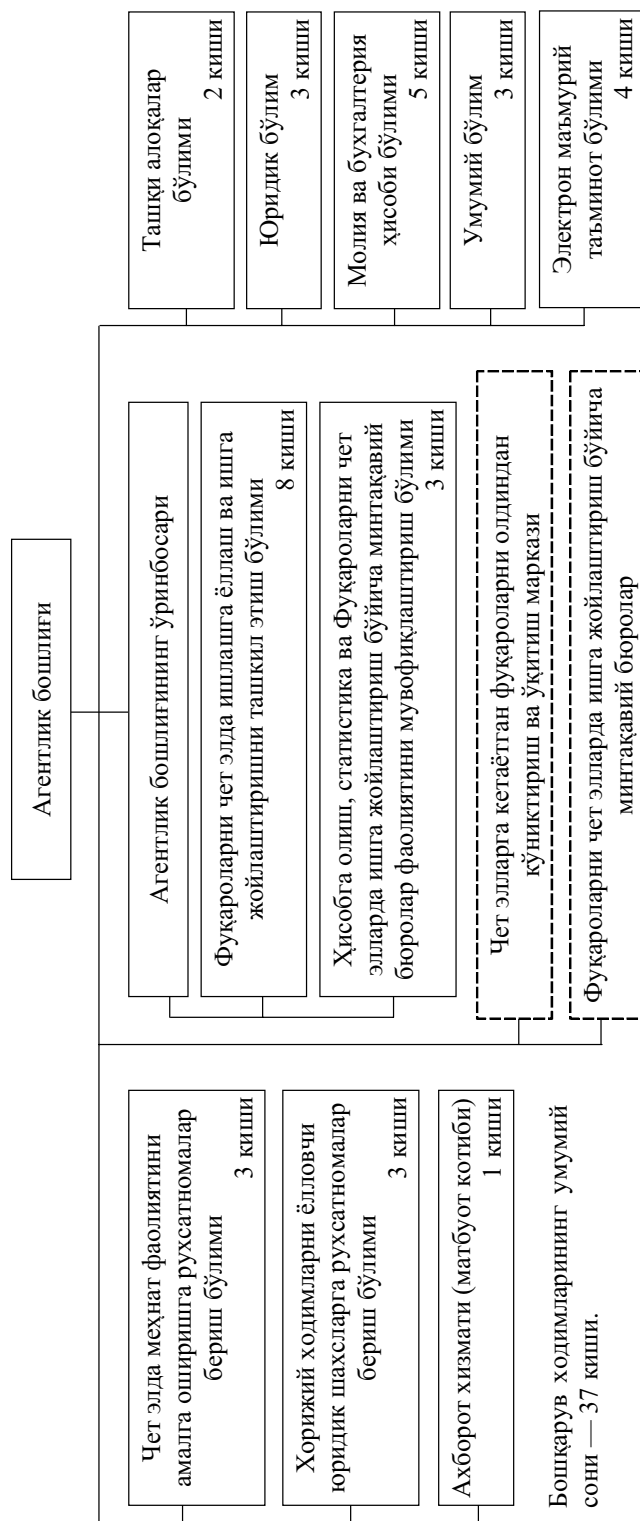 Агентлик бошлиғи
Чет элда меҳнат фаолиятини
амалга оширишга рухсатномалар
бериш бўлими
3 киши
Хорижий ходимларни ёлловчи
юридик шахсларга рухсатномалар
бериш бўлими
3 киши
Ахборот хизмати (матбуот котиби)
1 киши
Бошқарув ходимларининг умумий
сони — 37 киши.
Агентлик бошлиғининг ўринбосари
Фуқароларни чет элда ишлашга ёллаш ва ишга
жойлаштиришни ташкил этиш бўлими
8 киши
Ҳисобга олиш, статистика ва Фуқароларни чет
элларда ишга жойлаштириш бўйича минтақавий
бюролар фаолиятини мувофиқлаштириш бўлими
3 киши
Чет элларга кетаётган фуқароларни олдиндан
кўниктириш ва ўқитиш маркази
Фуқароларни чет элларда ишга жойлаштириш бўйича
минтақавий бюролар
Ташқи алоқалар
бўлими
2 киши
Юридик бўлим
3 киши
Молия ва бухгалтерия
ҳисоби бўлими
5 киши
Умумий бўлим
3 киши
Электрон маъмурий
таъминот бўлими
4 киши